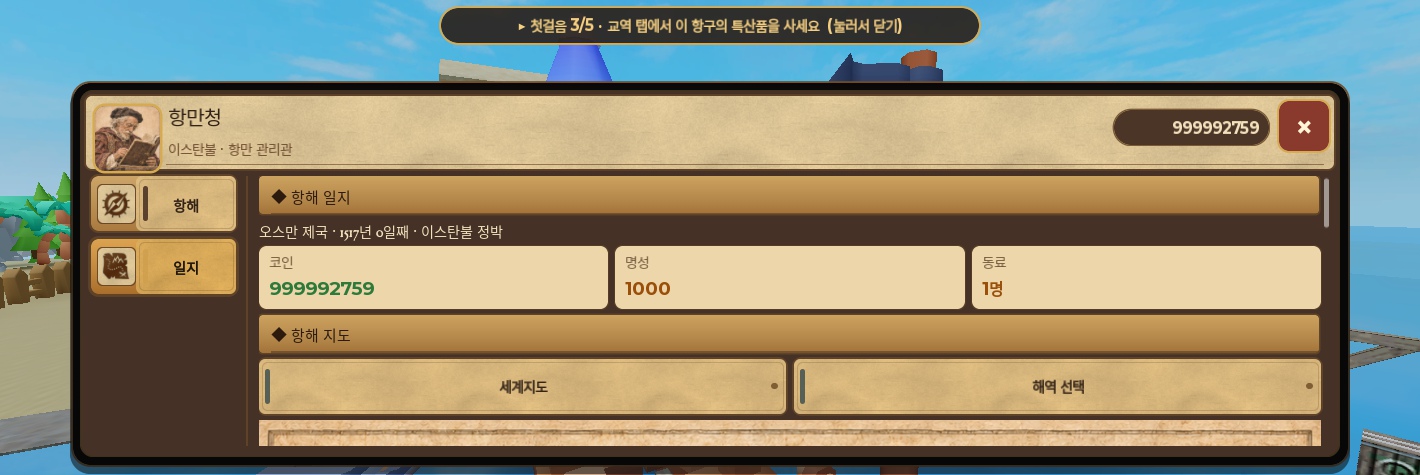 ▸ 첫걸음 3/5 · 교역 탭에서 이 항구의 특산품을 사세요 (눌러서 닫기)
항만청
이스탄불 · 항만 관리관
999992759
×
항해
일지
◆ 항해 일지
오스만 제국 · 1517년 0일째 · 이스탄불 정박
코인
999992759
명성
1000
동료
1명
◆ 항해 지도
세계지도
해역 선택